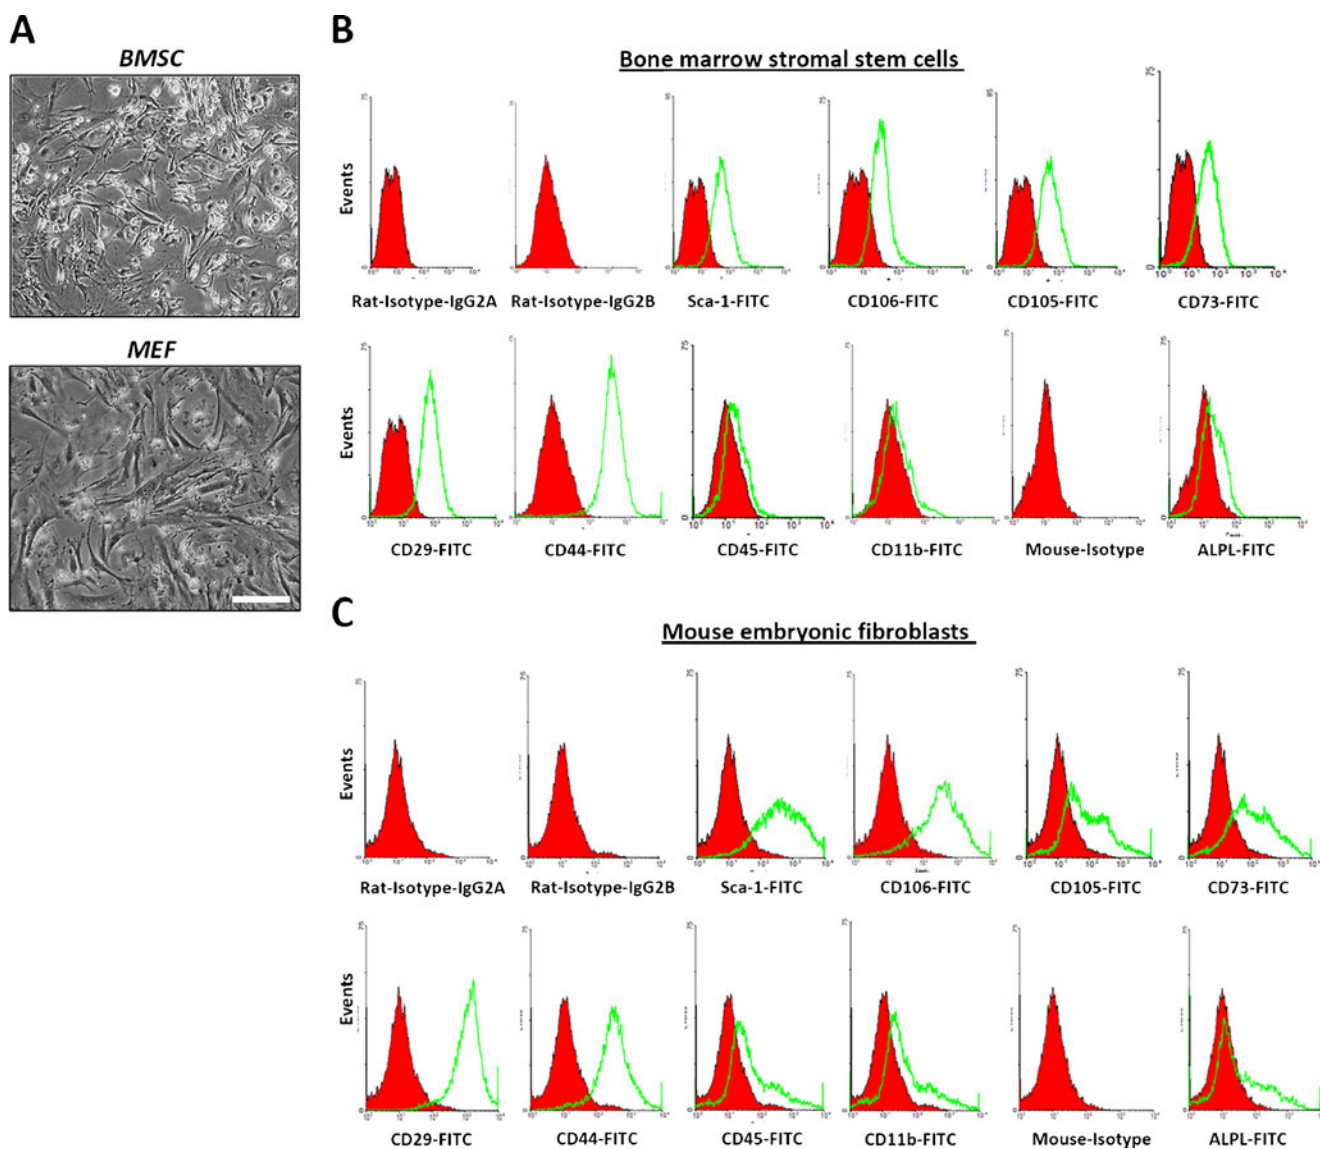 A
BMSC
MEF
B
Bone marrow stromal stem cells
Events
Rat-Isotype-IgG2A
Rat-Isotype-IgG2B
Sca-1-FITC
CD106-FITC
CD105-FITC
CD73-FITC
Events
CD29-FITC
CD44-FITC
CD45-FITC
CD11b-FITC
Mouse-Isotype
ALPL-FITC
C
Mouse embryonic fibroblasts
Events
Rat-Isotype-IgG2A
Rat-Isotype-IgG2B
Sca-1-FITC
CD106-FITC
CD105-FITC
CD73-FITC
Events
CD29-FITC
CD44-FITC
CD45-FITC
CD11b-FITC
Mouse-Isotype
ALPL-FITC